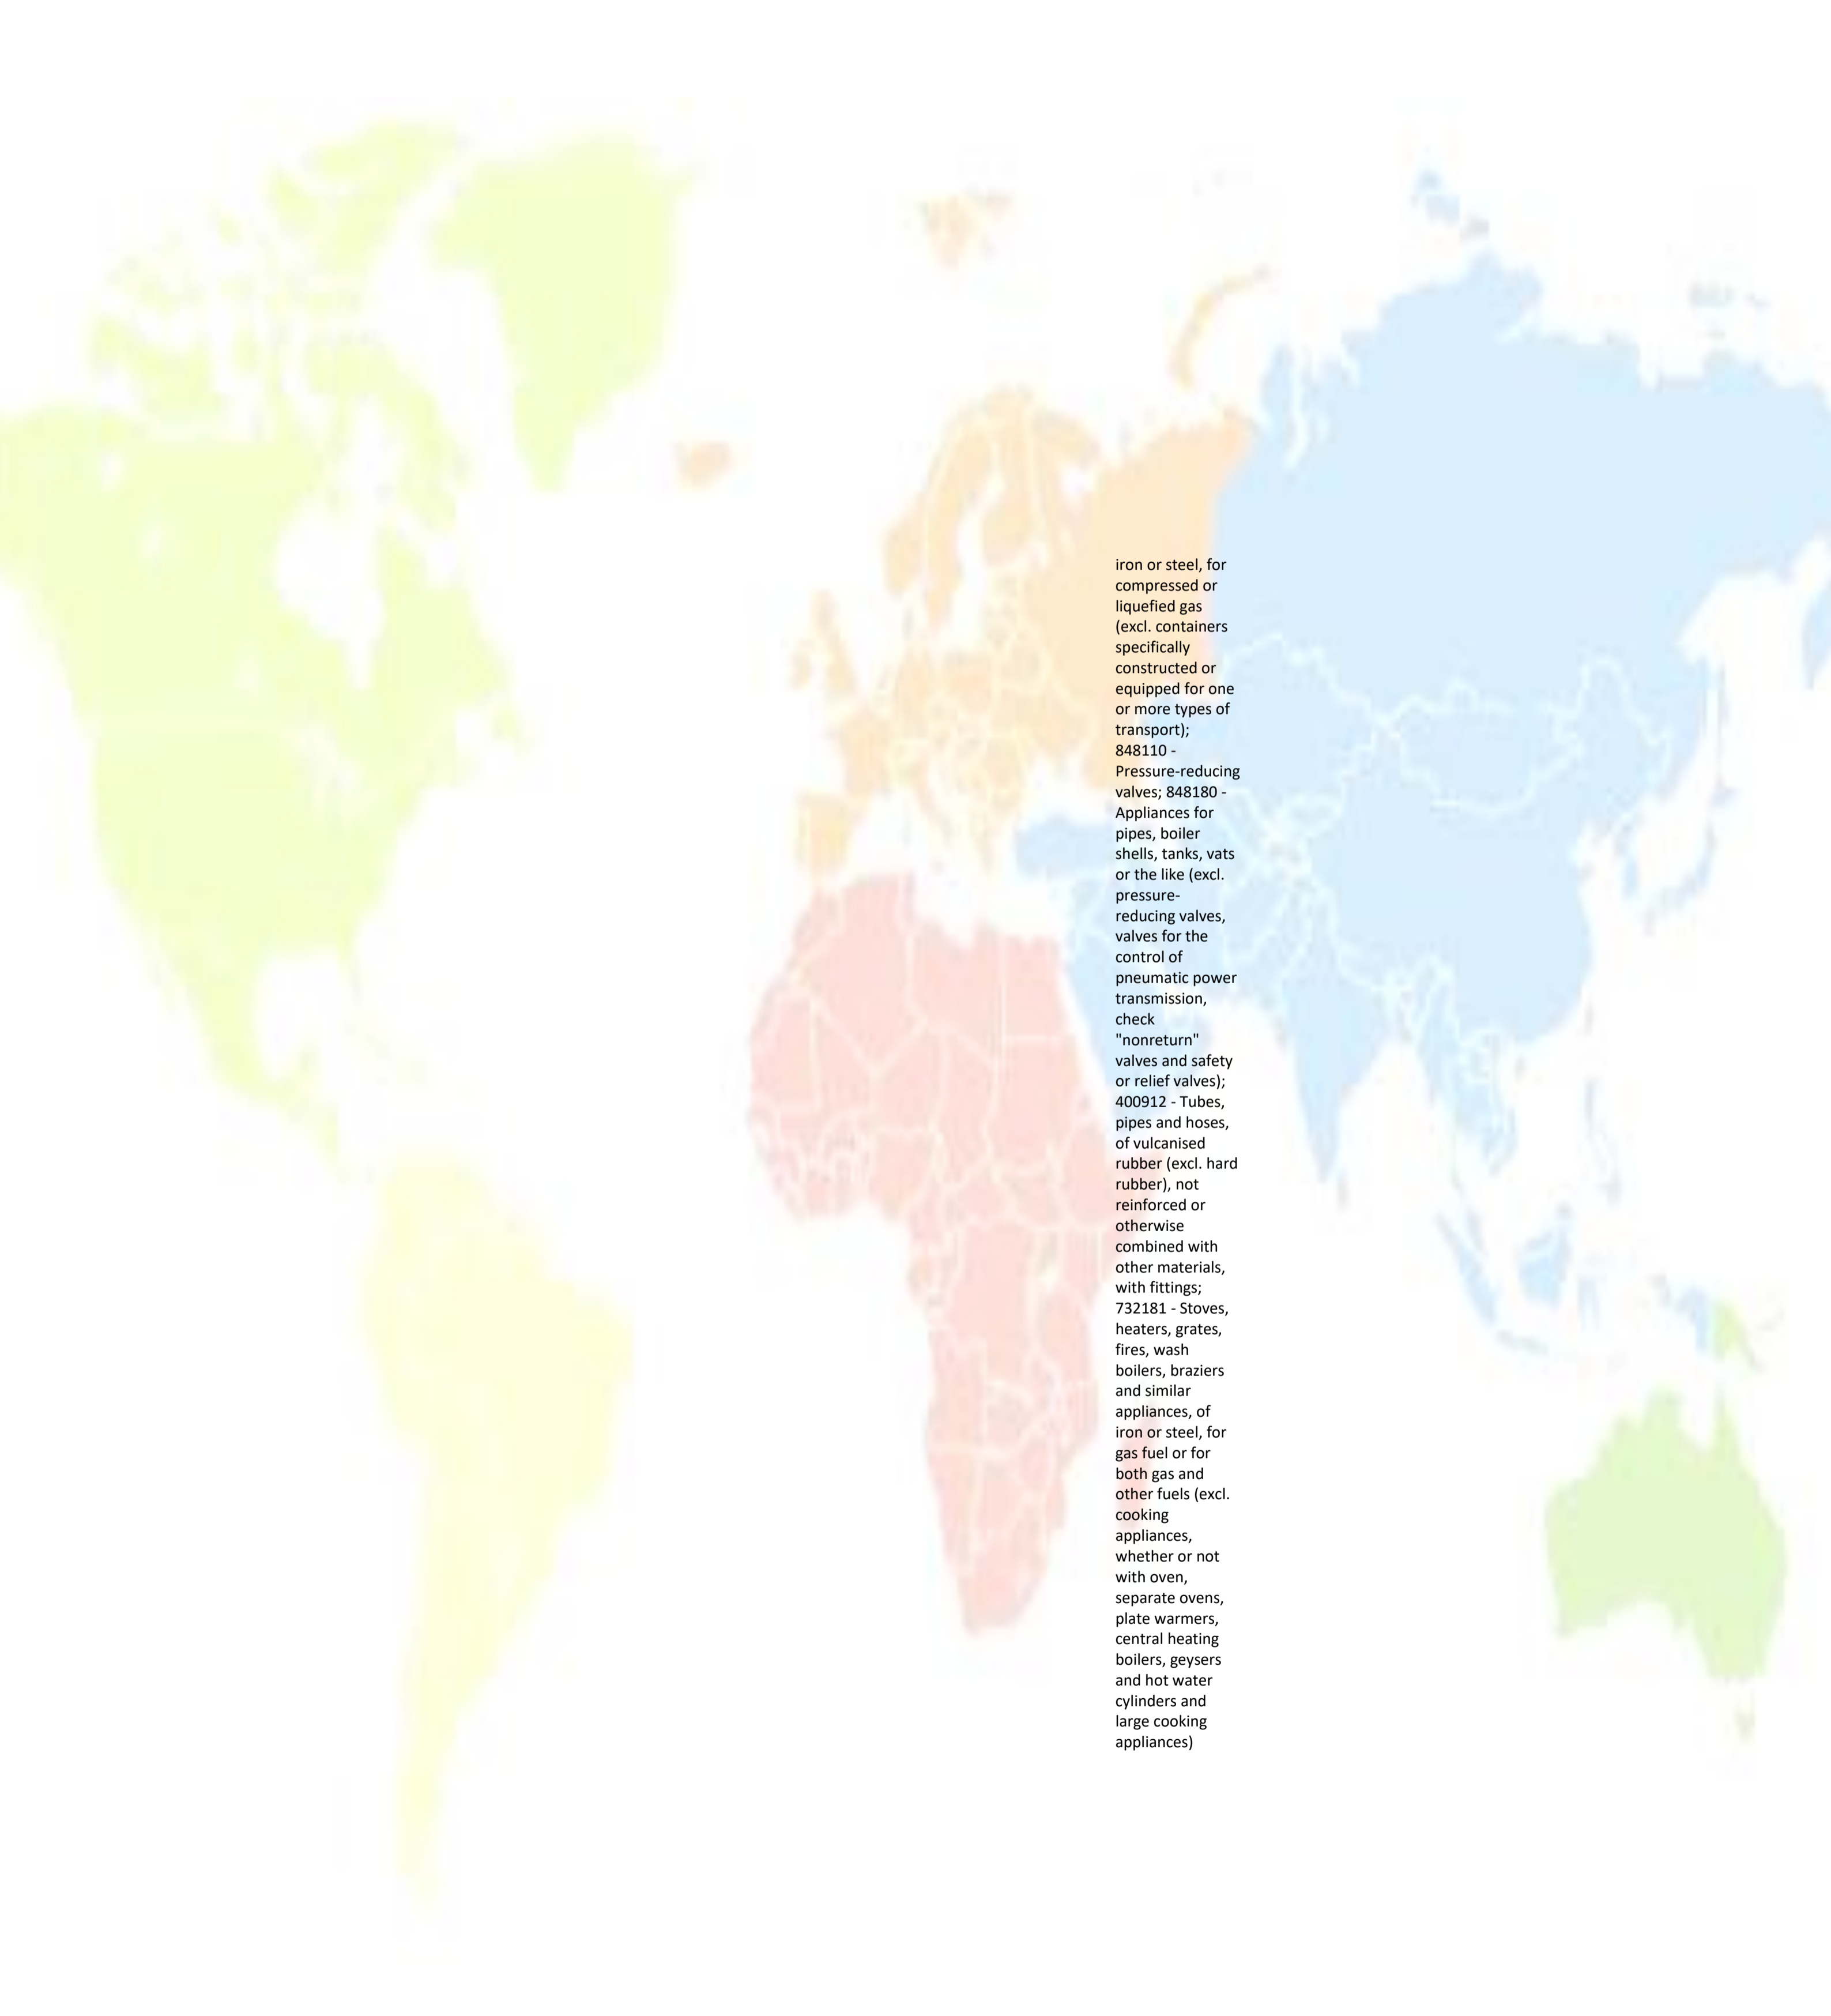 iron or steel, for
compressed or
liquefied gas
(excl. containers
specifically
constructed or
equipped for one
or more types of
transport);
848110 -
Pressure-reducing
valves; 848180 -
Appliances for
pipes, boiler
shells, tanks, vats
or the like (excl.
pressure-
reducing valves,
valves for the
control of
pneumatic power
transmission,
check
"nonreturn"
valves and safety
or relief valves);
400912 - Tubes,
pipes and hoses,
of vulcanised
rubber (excl. hard
rubber), not
reinforced or
otherwise
combined with
other materials,
with fittings;
732181 - Stoves,
heaters, grates,
fires, wash
boilers, braziers
and similar
appliances, of
iron or steel, for
gas fuel or for
both gas and
other fuels (excl.
cooking
appliances,
whether or not
with oven,
separate ovens,
plate warmers,
central heating
boilers, geysers
and hot water
cylinders and
large cooking
appliances)